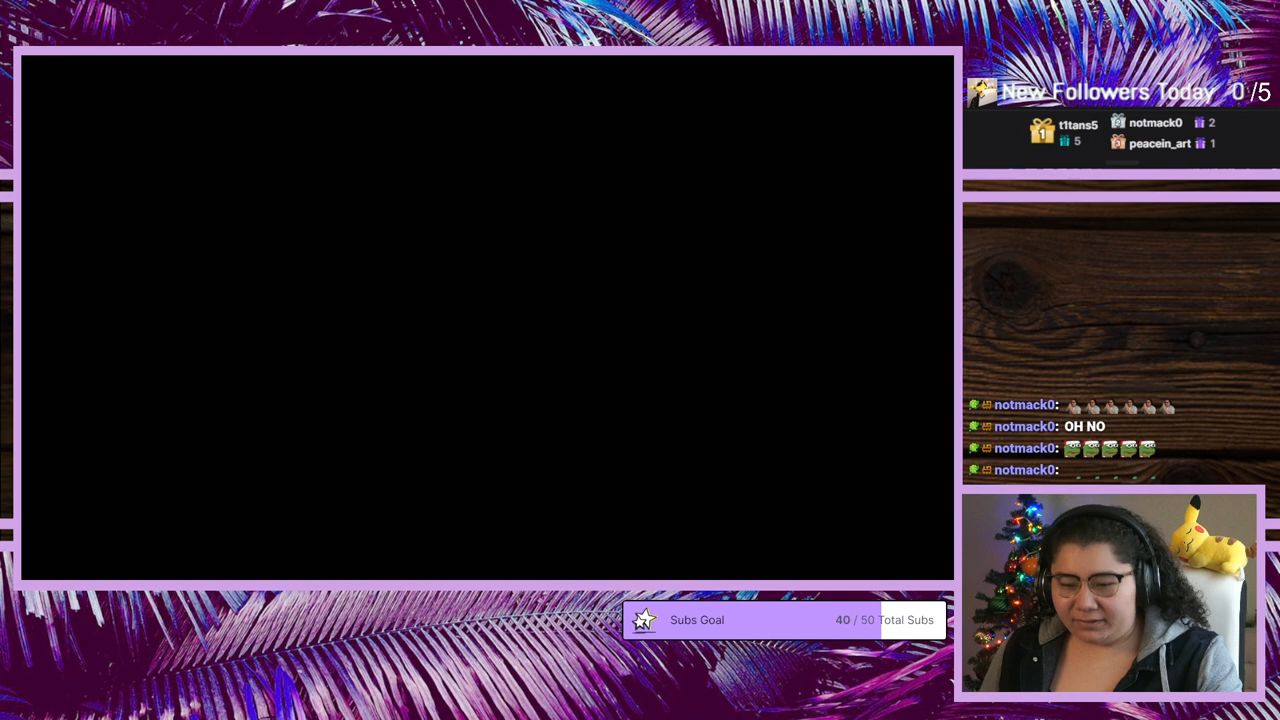 New Followers Today 0 /5
1 t1tans5
5
notmack0 2
peacein_art 1
notmack0:
notmack0: OH NO
notmack0:
notmack0:
Subs Goal 40 / 50 Total Subs